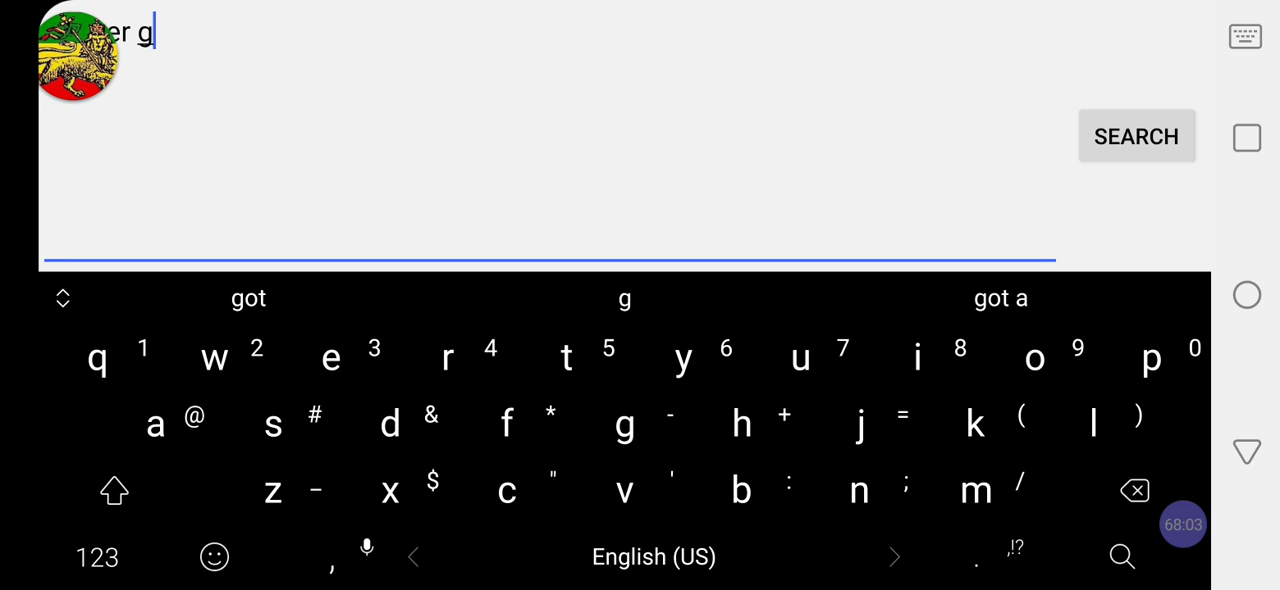 er g
SEARCH
got g got a
q 1 w 2 e 3 r 4 t 5 y 6 u 7 i 8 o 9 p 0
a @ s # d & f * g - h + j = k ( l )
z – x $ c " v ' b : n ; m /
68:03
123 , < English (US) > . ,!?